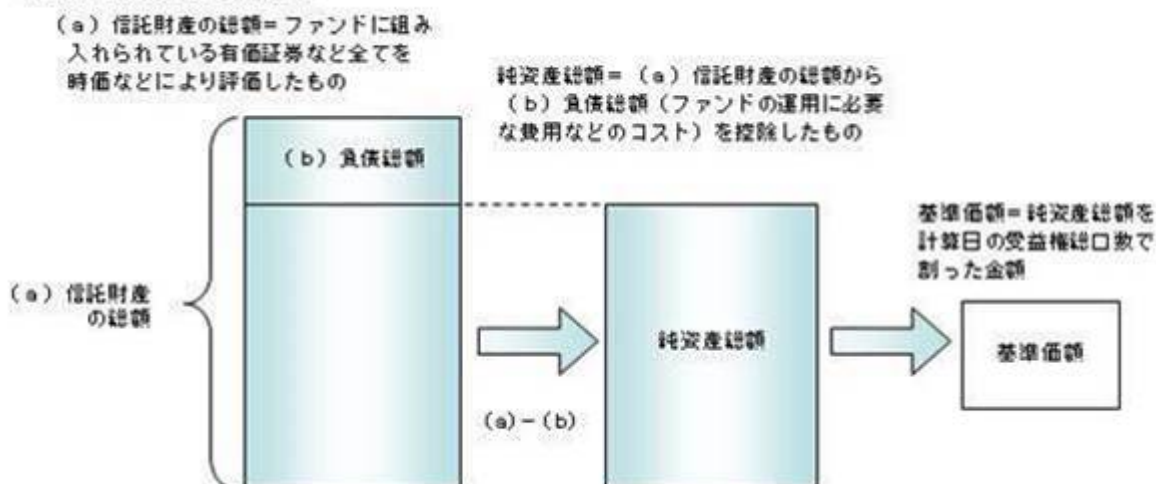 (a)信託財産の総額=ファンドに組み
入れられている有価証券など全てを
時価などにより評価したもの
純資産総額=(a)信託財産の総額から
(b)負債総額(ファンドの運用に必要
な費用などのコスト)を控除したもの
(b)負債総額
基準価額=純資産総額を
計算日の受益権総口数で
割った金額
(a)信託財産
の総額
純資産総額
基準価額
(a)-(b)